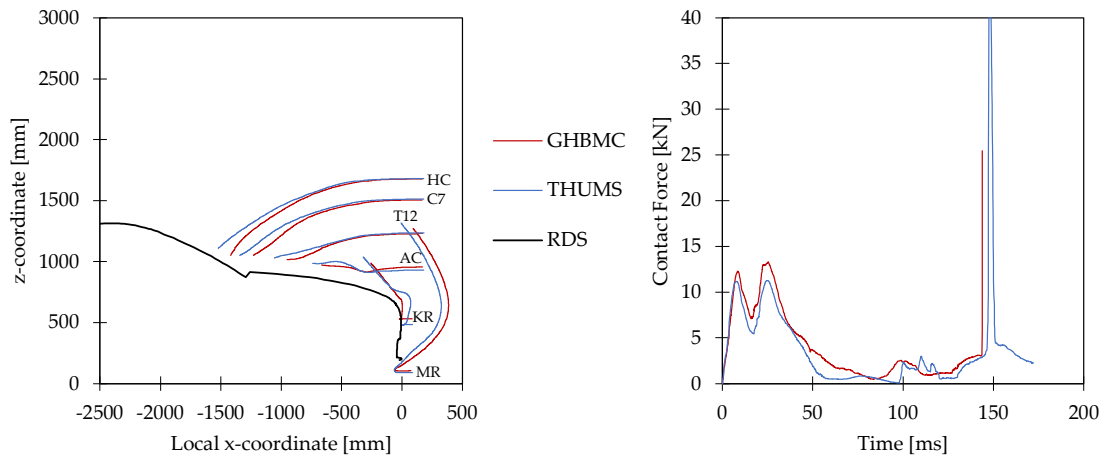 3000
2500
2000
1500
1000
500
0
-2500 -2000 -1500 -1000 -500 0 500
z-coordinate [mm]
Local x-coordinate [mm]
HC
C7
T12
AC
KR
MR
GHBMC
THUMS
RDS
40
35
30
25
20
15
10
5
0
0 50 100 150 200
Contact Force [kN]
Time [ms]